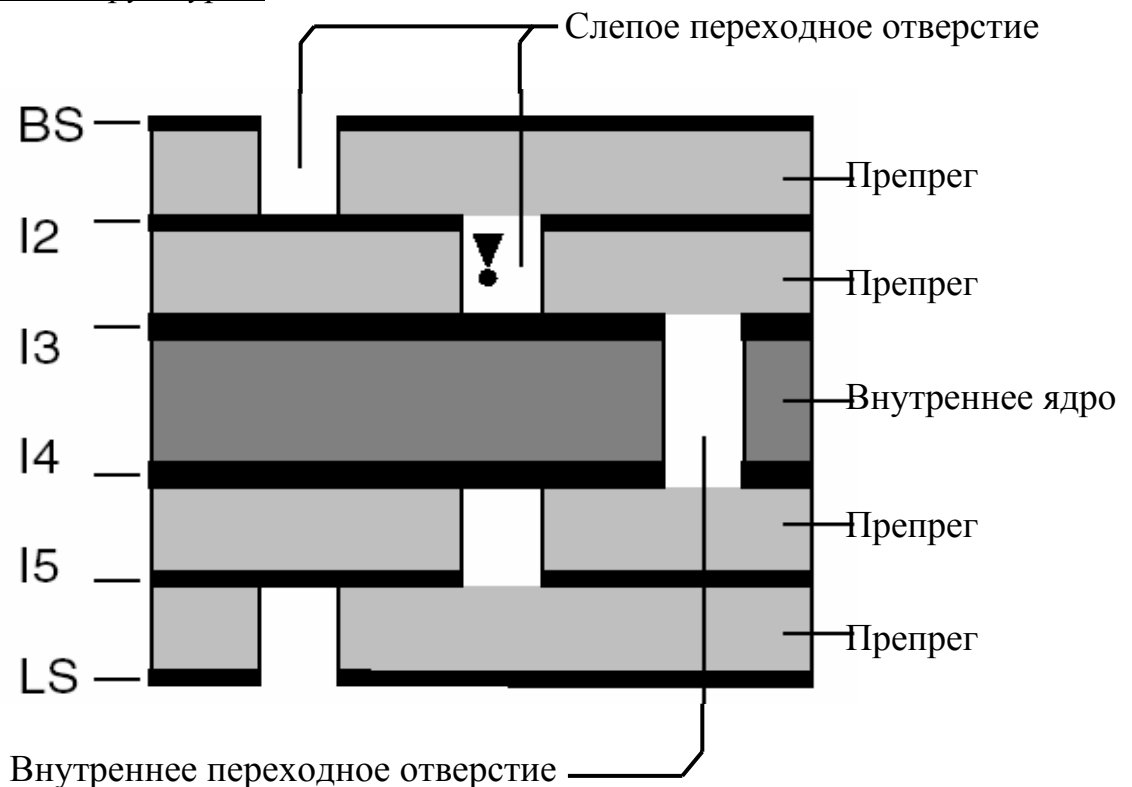 Слепое переходное отверстие
BS
Препрег
I2
Препрег
I3
Внутреннее ядро
I4
Препрег
I5
Препрег
LS
Внутреннее переходное отверстие